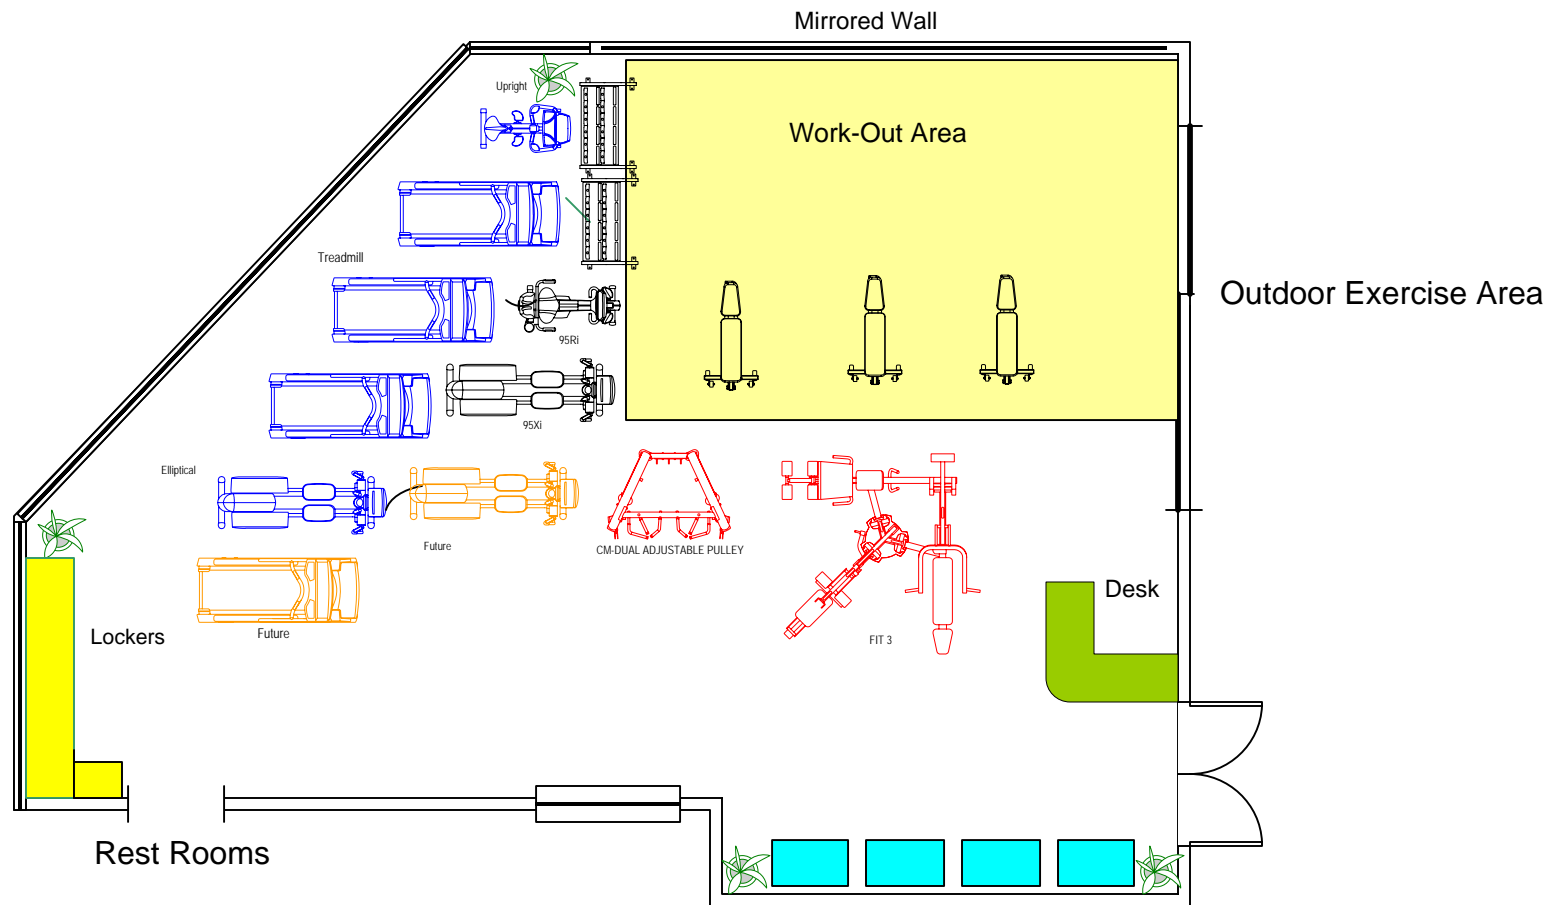 Mirrored Wall
Upright
Work-Out Area
Treadmill
Outdoor Exercise Area
95Ri
95Xi
Elliptical
Future
CM-DUAL ADJUSTABLE PULLEY
Desk
Lockers
Future
FIT 3
Rest Rooms